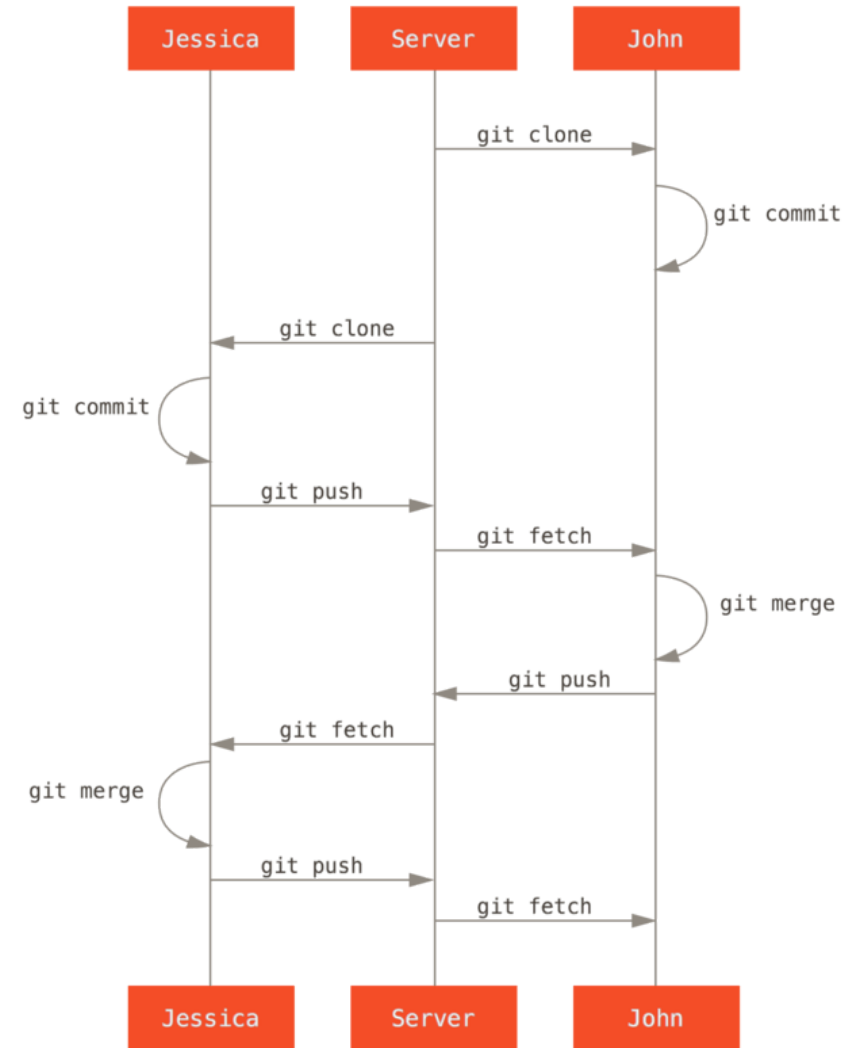 Jessica
Server
John
git clone
git commit
git clone
git commit
git push
git fetch
git merge
git push
git fetch
git merge
git push
git fetch
Jessica
Server
John